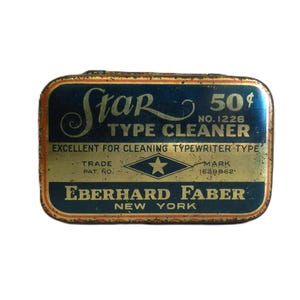 Star 50¢
NO. 1226
TYPE CLEANER
EXCELLENT FOR CLEANING TYPEWRITER TYPE
TRADE MARK
PAT. NO. 1629862
EBERHARD FABER
NEW YORK